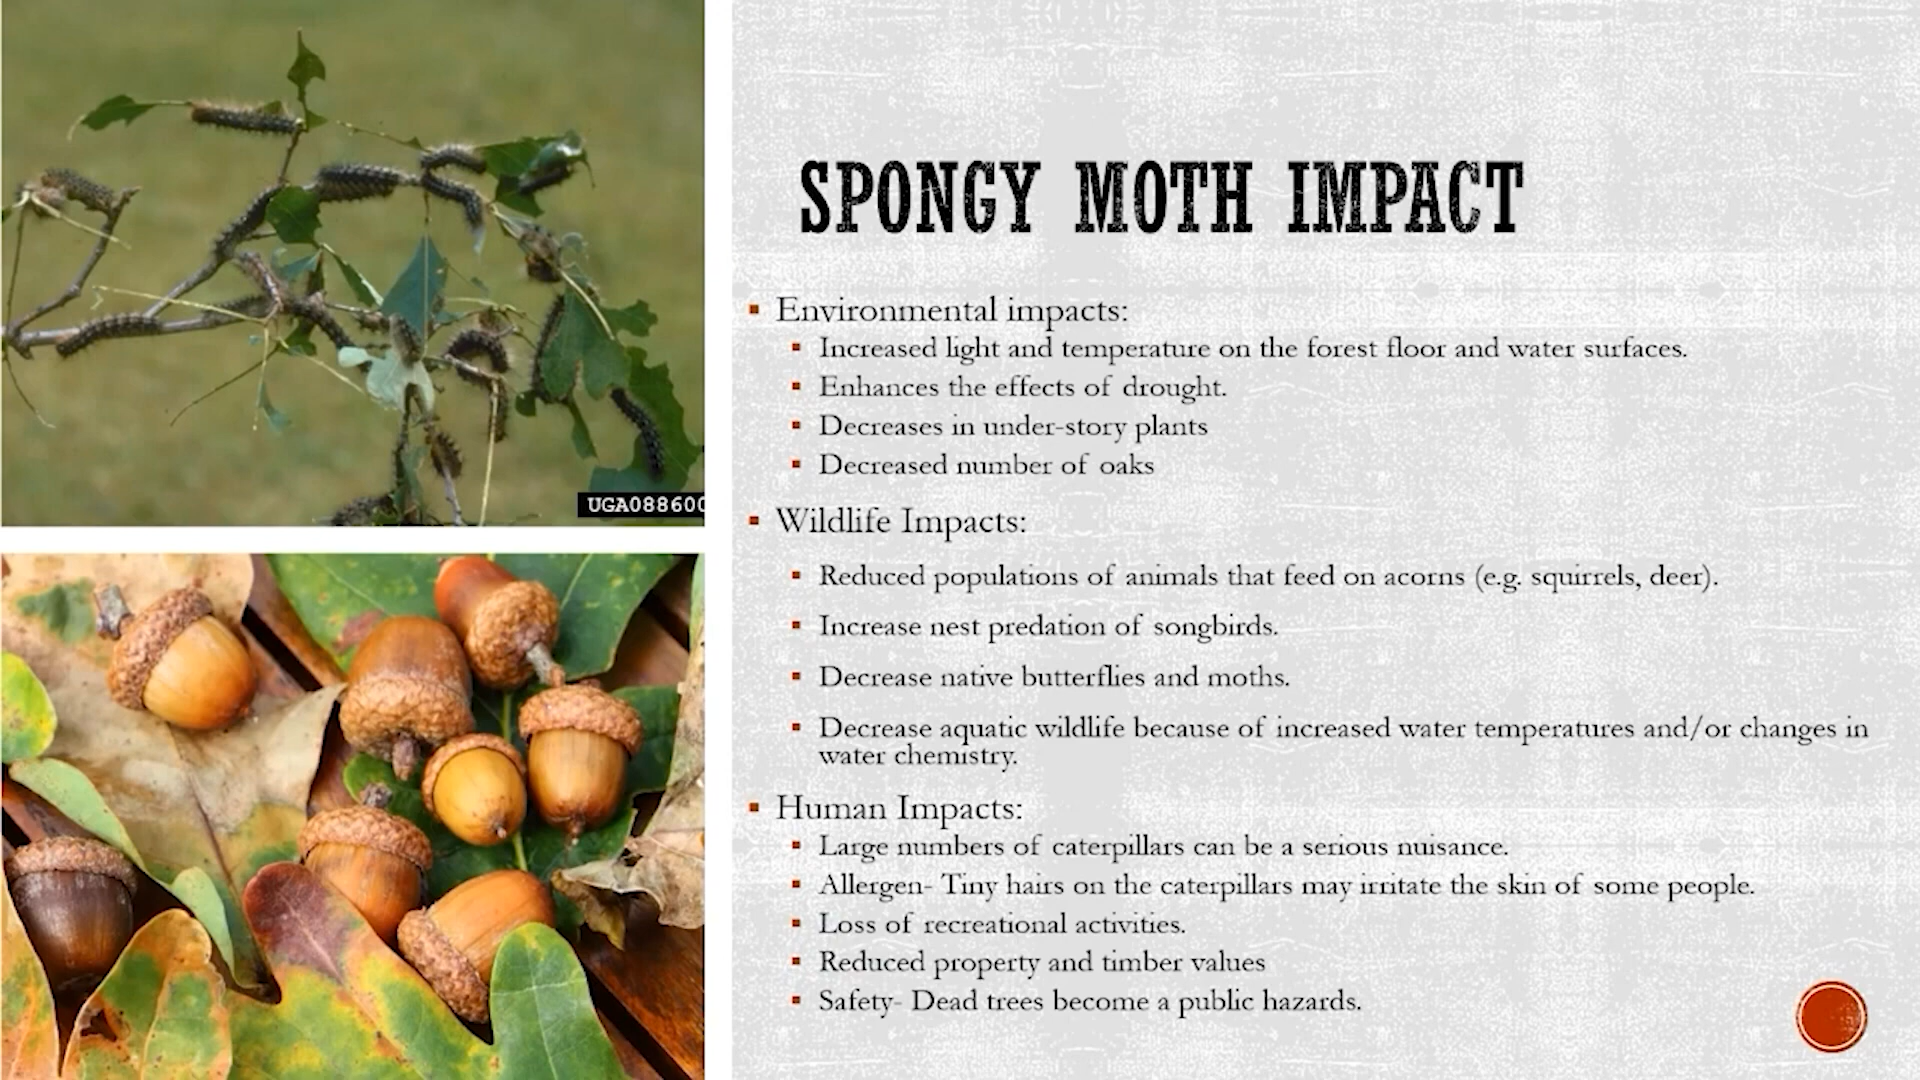 SPONGY MOTH IMPACT
Environmental impacts:
Increased light and temperature on the forest floor and water surfaces.
Enhances the effects of drought.
Decreases in under-story plants
Decreased number of oaks
Wildlife Impacts:
Reduced populations of animals that feed on acorns (e.g. squirrels, deer).
Increase nest predation of songbirds.
Decrease native butterflies and moths.
Decrease aquatic wildlife because of increased water temperatures and/or changes in
water chemistry.
Human Impacts:
Large numbers of caterpillars can be a serious nuisance.
Allergen- Tiny hairs on the caterpillars may irritate the skin of some people.
Loss of recreational activities.
Reduced property and timber values
Safety- Dead trees become a public hazards.
UGA088600